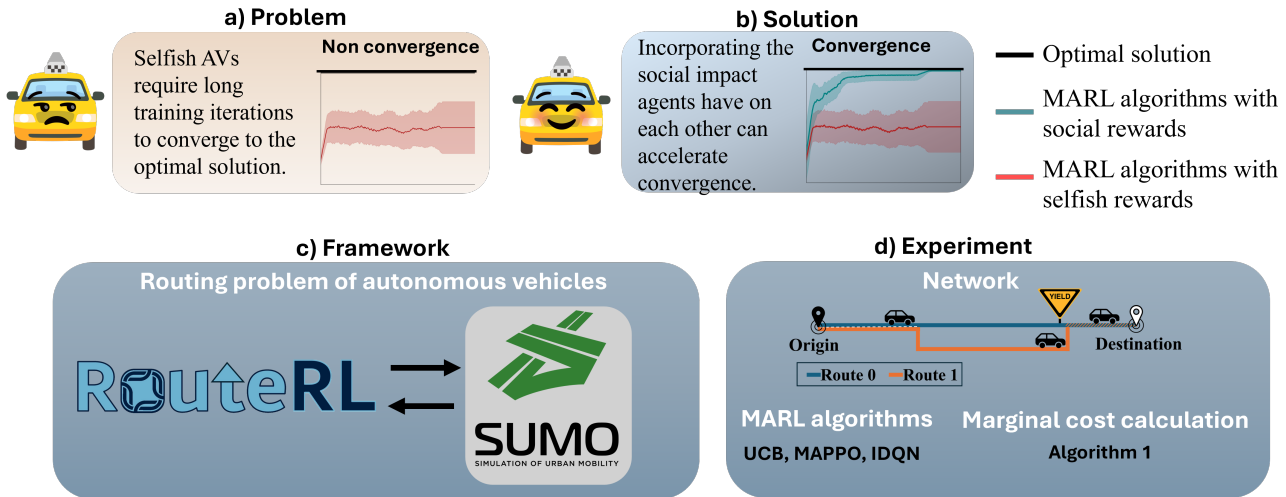 a) Problem
Selfish AVs
require long
training iterations
to converge to the
optimal solution.
Non convergence
b) Solution
Incorporating the
social impact
agents have on
each other can
accelerate
convergence.
Convergence
Optimal solution
MARL algorithms with
social rewards
MARL algorithms with
selfish rewards
c) Framework
Routing problem of autonomous vehicles
RouteRL
SUMO
SIMULATION OF URBAN MOBILITY
d) Experiment
Network
YIELD
Origin
Destination
Route 0
Route 1
MARL algorithms
UCB, MAPPO, IDQN
Marginal cost calculation
Algorithm 1